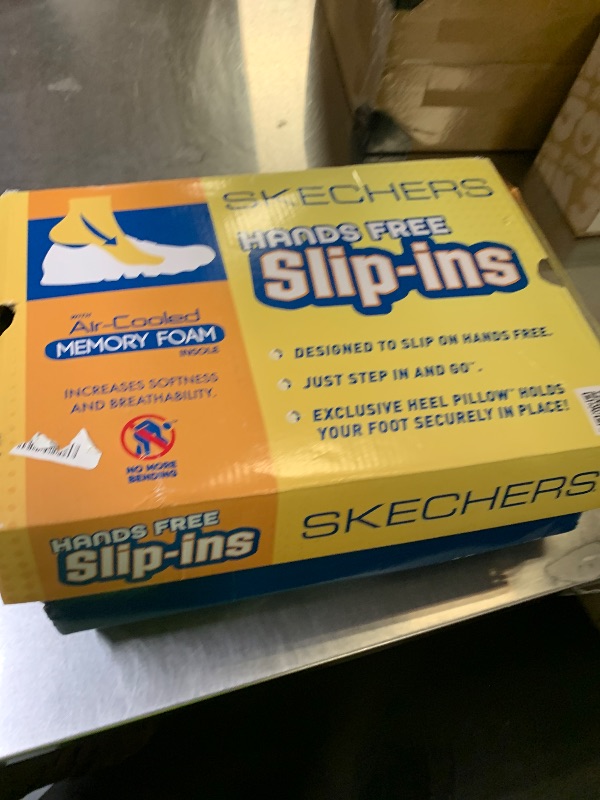 SKECHERS
HANDS FREE
Slip-ins
WITH
Air-Cooled
MEMORY FOAM
INSOLE
INCREASES SOFTNESS
AND BREATHABILITY.
NO MORE
BENDING
DESIGNED TO SLIP ON HANDS FREE.
JUST STEP IN AND GO™.
EXCLUSIVE HEEL PILLOW™ HOLDS
YOUR FOOT SECURELY IN PLACE!
HANDS FREE
Slip-ins
SKECHERS